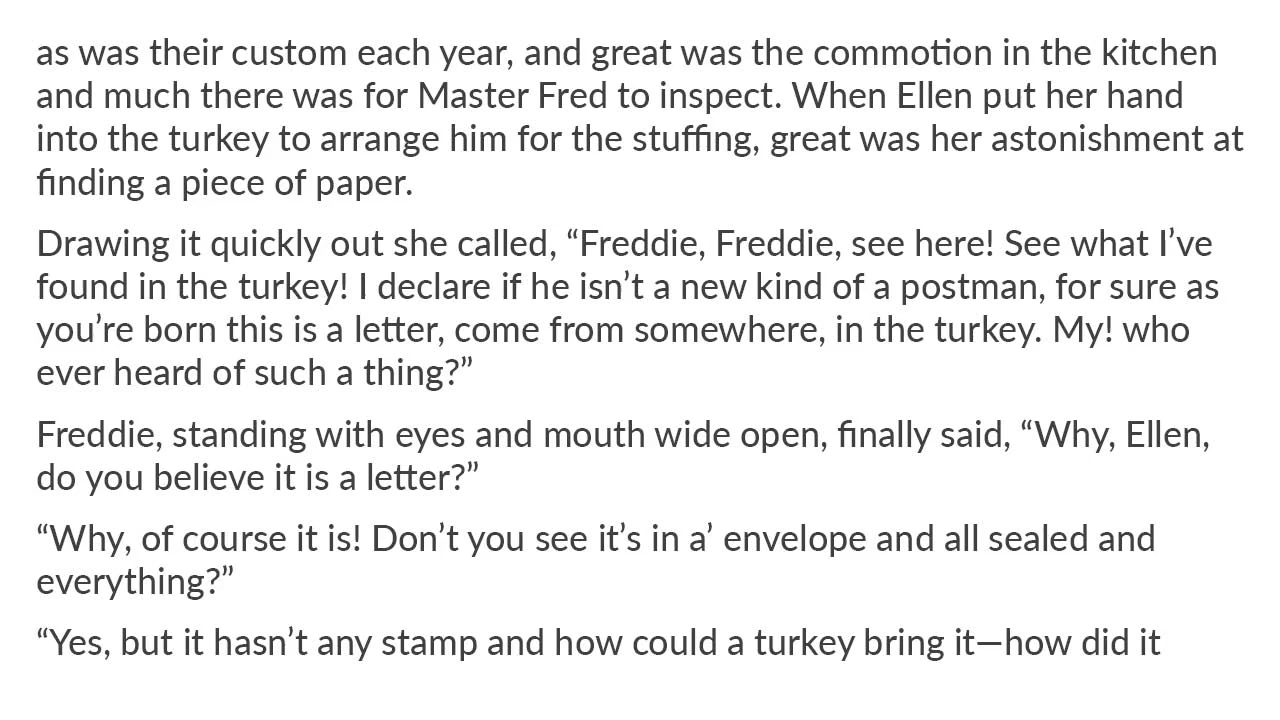 as was their custom each year, and great was the commotion in the kitchen
and much there was for Master Fred to inspect. When Ellen put her hand
into the turkey to arrange him for the stuffing, great was her astonishment at
finding a piece of paper.
Drawing it quickly out she called, “Freddie, Freddie, see here! See what I’ve
found in the turkey! I declare if he isn’t a new kind of a postman, for sure as
you’re born this is a letter, come from somewhere, in the turkey. My! who
ever heard of such a thing?”
Freddie, standing with eyes and mouth wide open, finally said, “Why, Ellen,
do you believe it is a letter?”
“Why, of course it is! Don’t you see it’s in a’ envelope and all sealed and
everything?”
“Yes, but it hasn’t any stamp and how could a turkey bring it—how did it